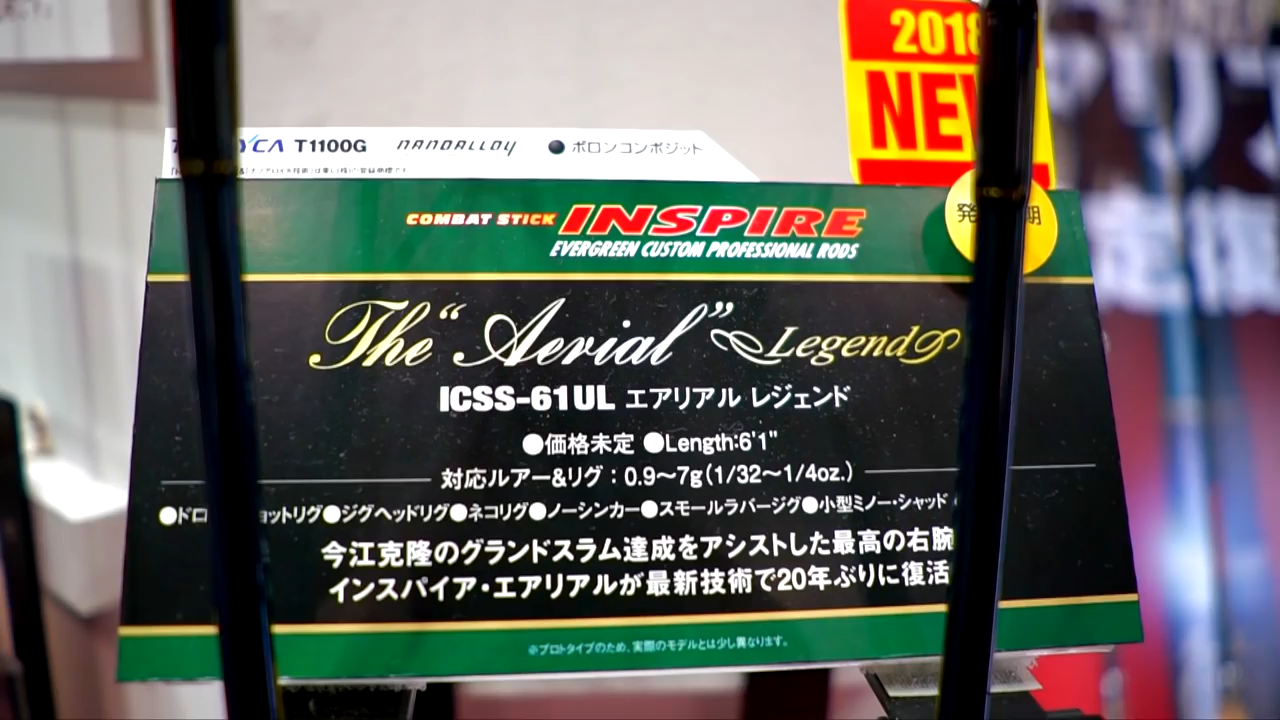 2018
NEW
T1100G NANOALLOY ●ボロンコンポジット
COMBAT STICK INSPIRE
EVERGREEN CUSTOM PROFESSIONAL RODS
The “Aerial” Legend
ICSS-61UL エアリアル レジェンド
●価格未定 ●Length:6'1"
対応ルアー&リグ：0.9〜7g(1/32〜1/4oz.)
●ドロ ョットリグ●ジグヘッドリグ●ネコリグ●ノーシンカー●スモールラバージグ●小型ミノー・シャッド
今江克隆のグランドスラム達成をアシストした最高の右腕
インスパイア・エアリアルが最新技術で20年ぶりに復活
※プロトタイプのため、実際のモデルとは少し異なります。